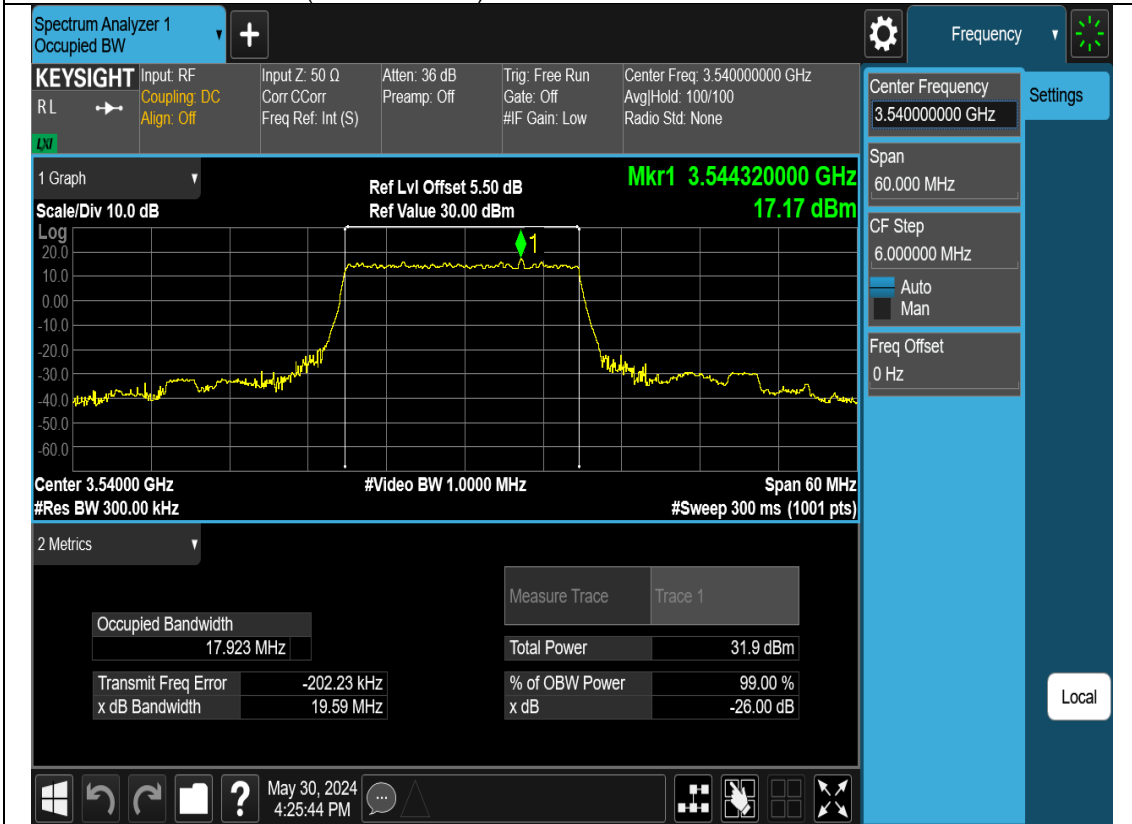 Spectrum Analyzer 1
Occupied BW
+
Frequency
KEYSIGHT
RL
LXI
Input: RF
Coupling: DC
Align: Off
Input Z: 50 Ω
Corr CCorr
Freq Ref: Int (S)
Atten: 36 dB
Preamp: Off
Trig: Free Run
Gate: Off
#IF Gain: Low
Center Freq: 3.540000000 GHz
Avg|Hold: 100/100
Radio Std: None
Center Frequency
3.540000000 GHz
Settings
Span
60.000 MHz
CF Step
6.000000 MHz
Auto
Man
Freq Offset
0 Hz
Local
1 Graph
Scale/Div 10.0 dB
Ref Lvl Offset 5.50 dB
Ref Value 30.00 dBm
Mkr1 3.544320000 GHz
17.17 dBm
Log
1
20.0
10.0
0.00
-10.0
-20.0
-30.0
-40.0
-50.0
-60.0
Center 3.54000 GHz
#Video BW 1.0000 MHz
Span 60 MHz
#Res BW 300.00 kHz
#Sweep 300 ms (1001 pts)
2 Metrics
Measure Trace
Trace 1
Occupied Bandwidth
17.923 MHz
Total Power
31.9 dBm
Transmit Freq Error
-202.23 kHz
% of OBW Power
99.00 %
x dB Bandwidth
19.59 MHz
x dB
-26.00 dB
?
May 30, 2024
4:25:44 PM